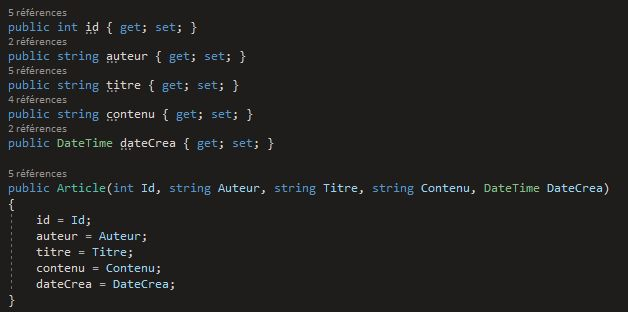 5 références
public int id { get; set; }
2 références
public string auteur { get; set; }
5 références
public string titre { get; set; }
4 références
public string contenu { get; set; }
2 références
public DateTime dateCrea { get; set; }
5 références
public Article(int Id, string Auteur, string Titre, string Contenu, DateTime DateCrea)
{
id = Id;
auteur = Auteur;
titre = Titre;
contenu = Contenu;
dateCrea = DateCrea;
}